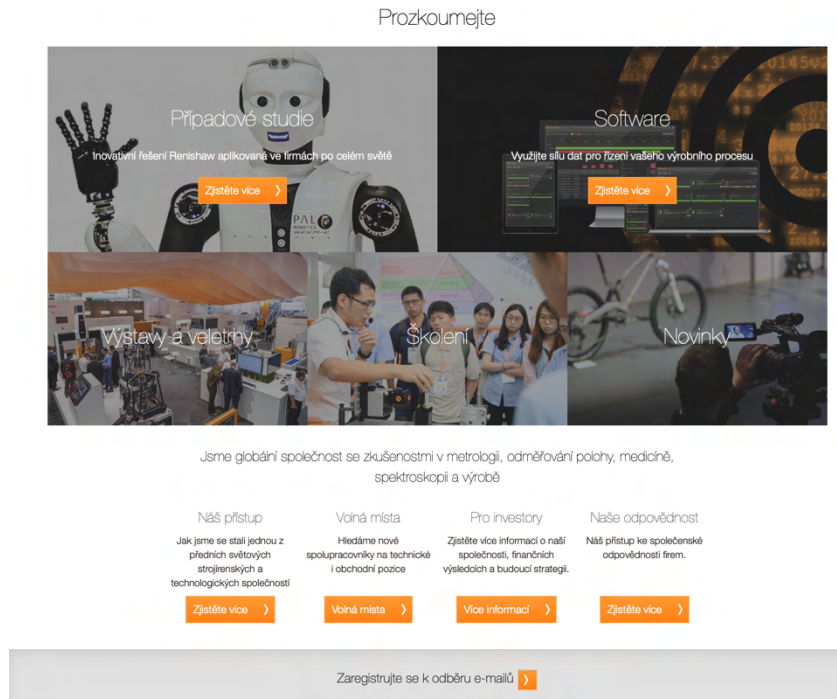 Prozkoumejte
Případové studie
Inovativní řešení Renishaw aplikovaná ve firmách po celém světě
Zjistěte více
PAL
ROBOTICS
REEM-C
Software
Využijte sílu dat pro řízení vašeho výrobního procesu
Zjistěte více
Výstavy a veletrhy
Školení
Novinky
Jsme globální společnost se zkušenostmi v metrologii, odměřování polohy, medicíně,
spektroskopii a výrobě
Náš přístup
Jak jsme se stali jednou z
předních světových
strojírenských a
technologických společností
Zjistěte více
Volná místa
Hledáme nové
spolupracovníky na technické
i obchodní pozice
Volná místa
Pro investory
Zjistěte více informací o naší
společnosti, finančních
výsledcích a budoucí strategii.
Více informací
Naše odpovědnost
Náš přístup ke společenské
odpovědnosti firem.
Zjistěte více
Zaregistrujte se k odběru e-mailů